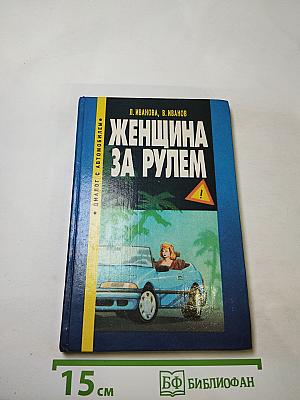 Л. ИВАНОВА, В. ИВАНОВ
ЖЕНЩИНА
ЗА РУЛЕМ
!
* ДИАЛОГ С АВТОМОБИЛЕМ *
15 см
БФ БИБЛИОФАН